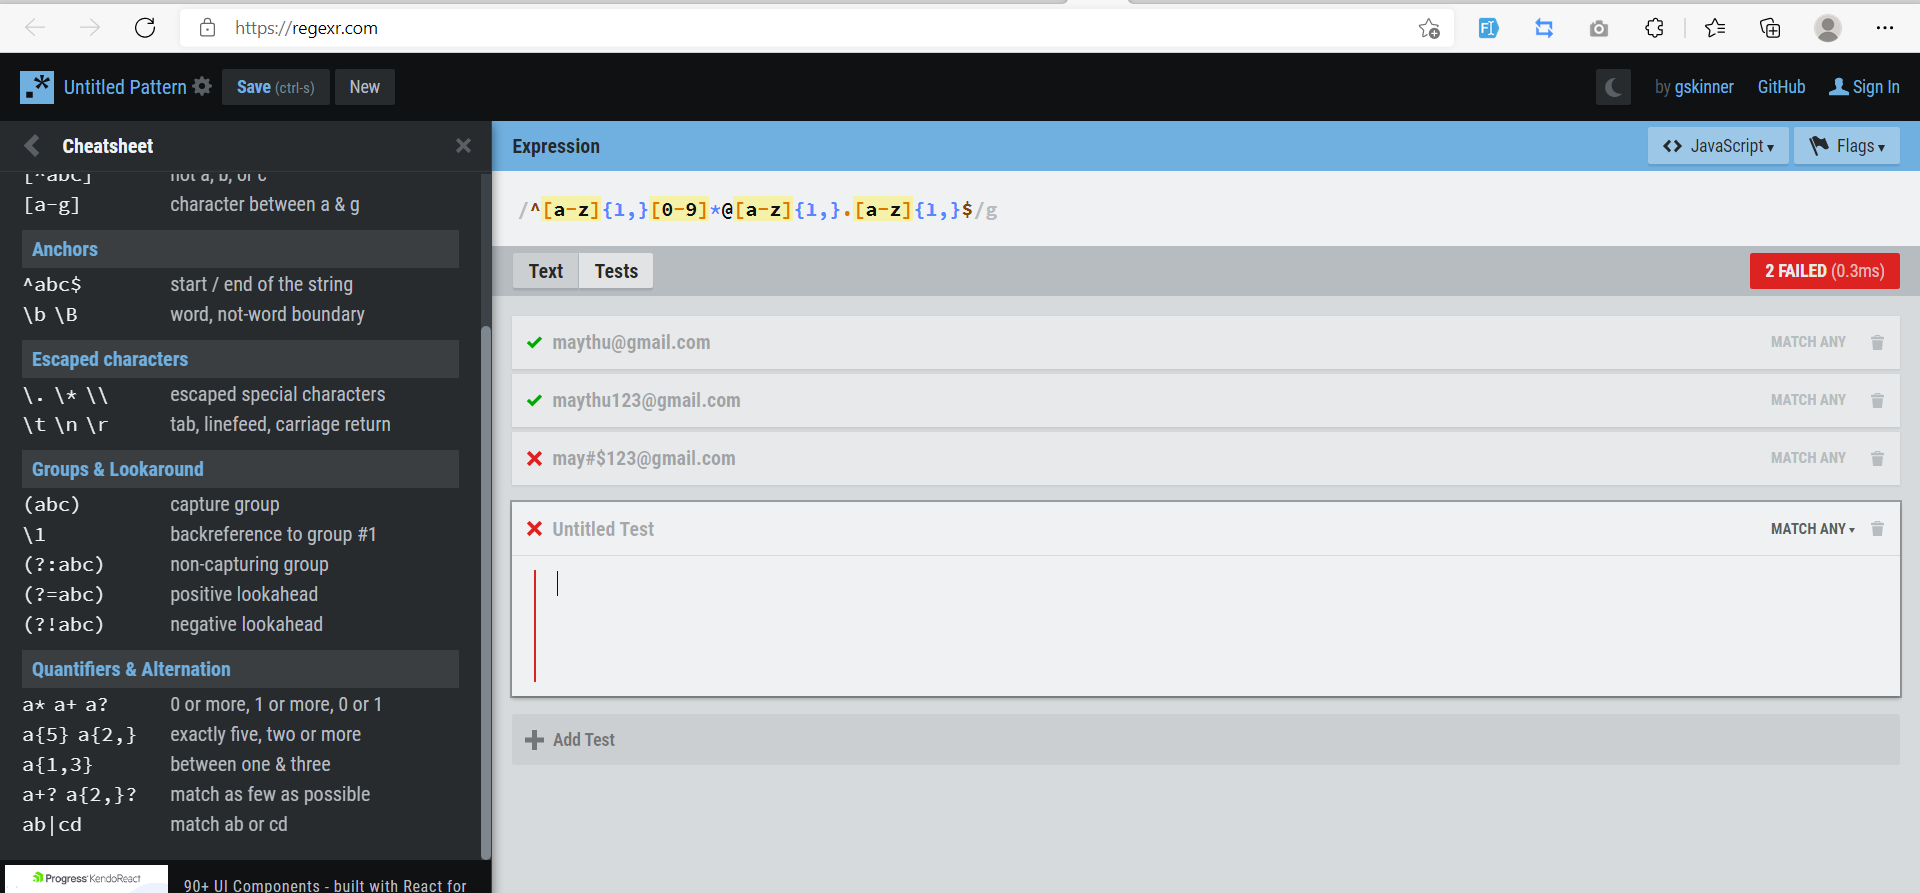 https://regexr.com
.* Untitled Pattern Save (ctrl-s) New by gskinner GitHub Sign In
Cheatsheet
[^abc] not a, b, or c
[a-g] character between a & g
Anchors
^abc$ start / end of the string
\b \B word, not-word boundary
Escaped characters
\. \* \\ escaped special characters
\t \n \r tab, linefeed, carriage return
Groups & Lookaround
(abc) capture group
\1 backreference to group #1
(?:abc) non-capturing group
(?=abc) positive lookahead
(?!abc) negative lookahead
Quantifiers & Alternation
a* a+ a? 0 or more, 1 or more, 0 or 1
a{5} a{2,} exactly five, two or more
a{1,3} between one & three
a+? a{2,}? match as few as possible
ab|cd match ab or cd
Progress KendoReact
90+ UI Components - built with React for
Expression <> JavaScript Flags
/^[a-z]{1,}[0-9]*@[a-z]{1,}.[a-z]{1,}$/g
Text Tests 2 FAILED (0.3ms)
maythu@gmail.com MATCH ANY
maythu123@gmail.com MATCH ANY
may#$123@gmail.com MATCH ANY
Untitled Test MATCH ANY
Add Test